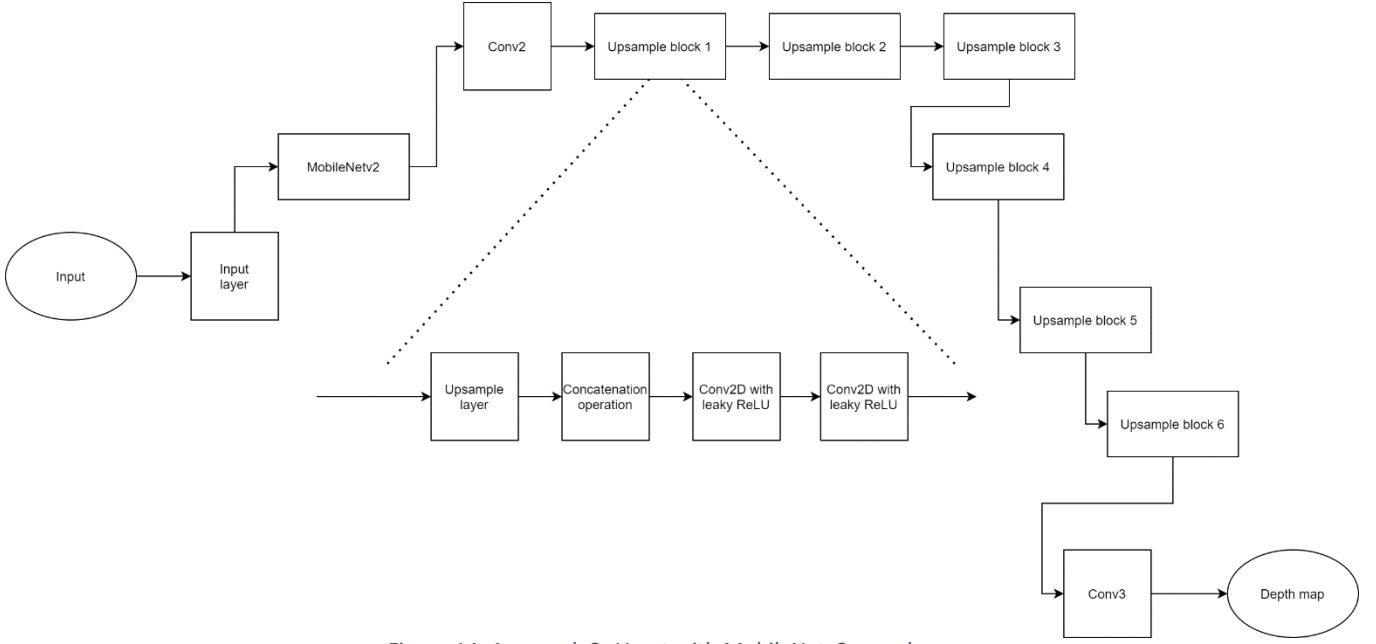 Input
Input
layer
MobileNetv2
Conv2
Upsample block 1
Upsample block 2
Upsample block 3
Upsample block 4
Upsample block 5
Upsample block 6
Conv3
Depth map
Upsample
layer
Concatenation
operation
Conv2D with
leaky ReLU
Conv2D with
leaky ReLU